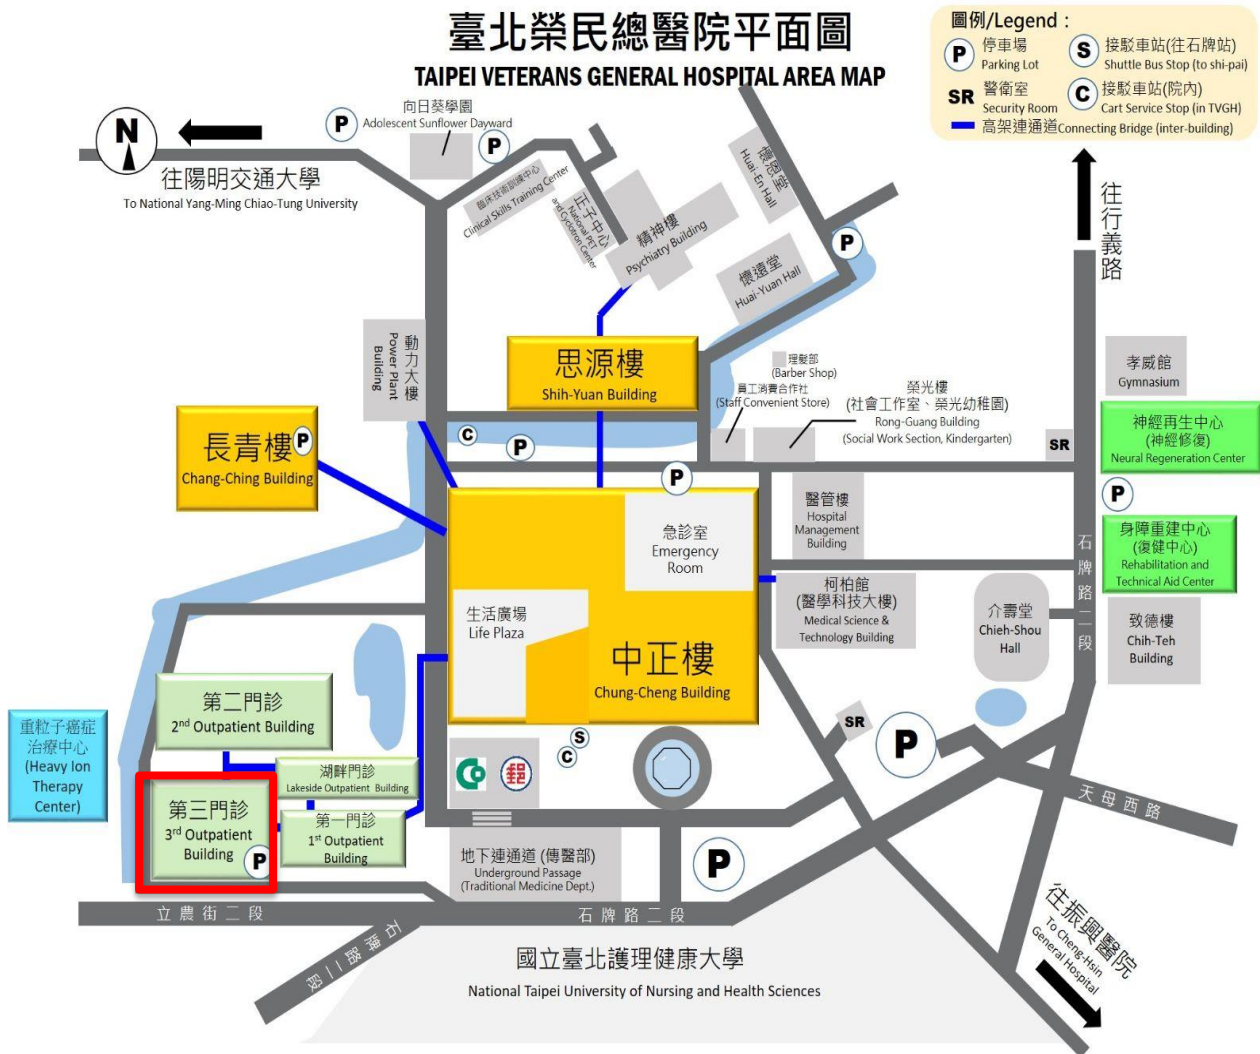 臺北榮民總醫院平面圖
TAIPEI VETERANS GENERAL HOSPITAL AREA MAP
圖例/Legend：
P 停車場
Parking Lot
S 接駁車站(往石牌站)
Shuttle Bus Stop (to shi-pai)
SR 警衛室
Security Room
C 接駁車站(院內)
Cart Service Stop (in TVGH)
高架連通道Connecting Bridge (inter-building)
N
往陽明交通大學
To National Yang-Ming Chiao-Tung University
P
向日葵學園
Adolescent Sunflower Dayward
P
臨床技術訓練中心
Clinical Skills Training Center
正子中心
National PET
and Cyclotron Center
精神樓
Psychiatry Building
懷恩堂
Huai-En Hall
懷遠堂
Huai-Yuan Hall
P
往行義路
動力大樓
Power Plant
Building
思源樓
Shih-Yuan Building
理髮部
(Barber Shop)
員工消費合作社
(Staff Convenient Store)
榮光樓
(社會工作室、榮光幼稚園)
Rong-Guang Building
(Social Work Section, Kindergarten)
孝威館
Gymnasium
SR
神經再生中心
(神經修復)
Neural Regeneration Center
長青樓
P
Chang-Ching Building
C
P
P
急診室
Emergency
Room
醫管樓
Hospital
Management
Building
P
身障重建中心
(復健中心)
Rehabilitation and
Technical Aid Center
石牌路二段
生活廣場
Life Plaza
中正樓
Chung-Cheng Building
柯柏館
(醫學科技大樓)
Medical Science &
Technology Building
介壽堂
Chieh-Shou
Hall
致德樓
Chih-Teh
Building
第二門診
2nd Outpatient Building
重粒子癌症
治療中心
(Heavy Ion
Therapy
Center)
湖畔門診
Lakeside Outpatient Building
第三門診
3rd Outpatient
Building
P
第一門診
1st Outpatient
Building
S
C
郵
SR
P
天母西路
地下連通道 (傳醫部)
Underground Passage
(Traditional Medicine Dept.)
P
立農街二段
石牌路二段
石牌路二段
往振興醫院
To Cheng-Hsin
General Hospital
國立臺北護理健康大學
National Taipei University of Nursing and Health Sciences